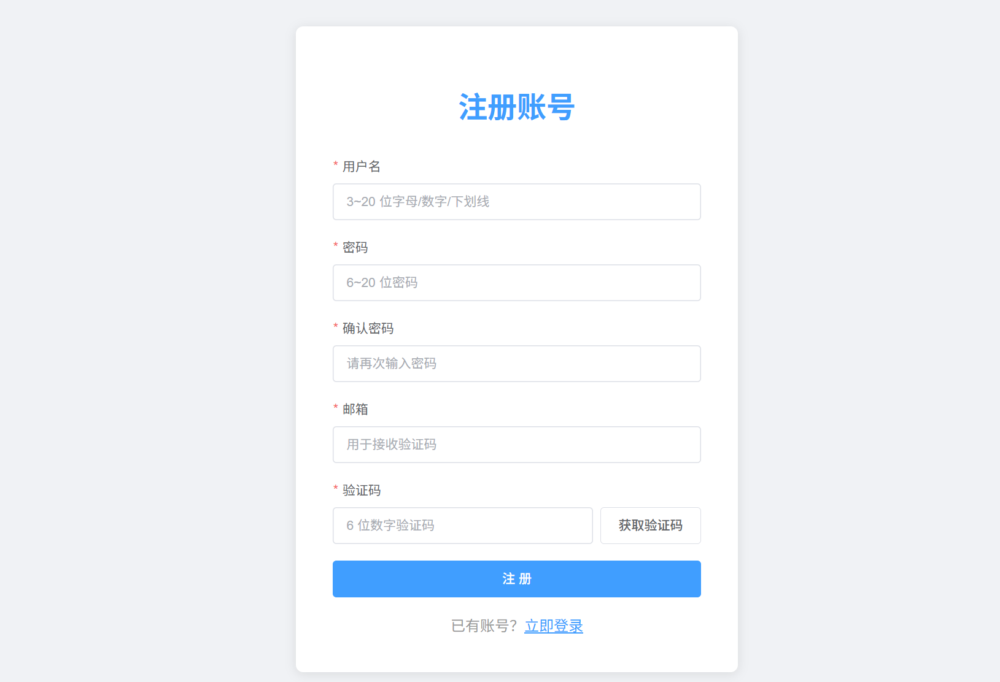 注册账号
* 用户名
3~20 位字母/数字/下划线
* 密码
6~20 位密码
* 确认密码
请再次输入密码
* 邮箱
用于接收验证码
* 验证码
6 位数字验证码 获取验证码
注 册
已有账号？立即登录